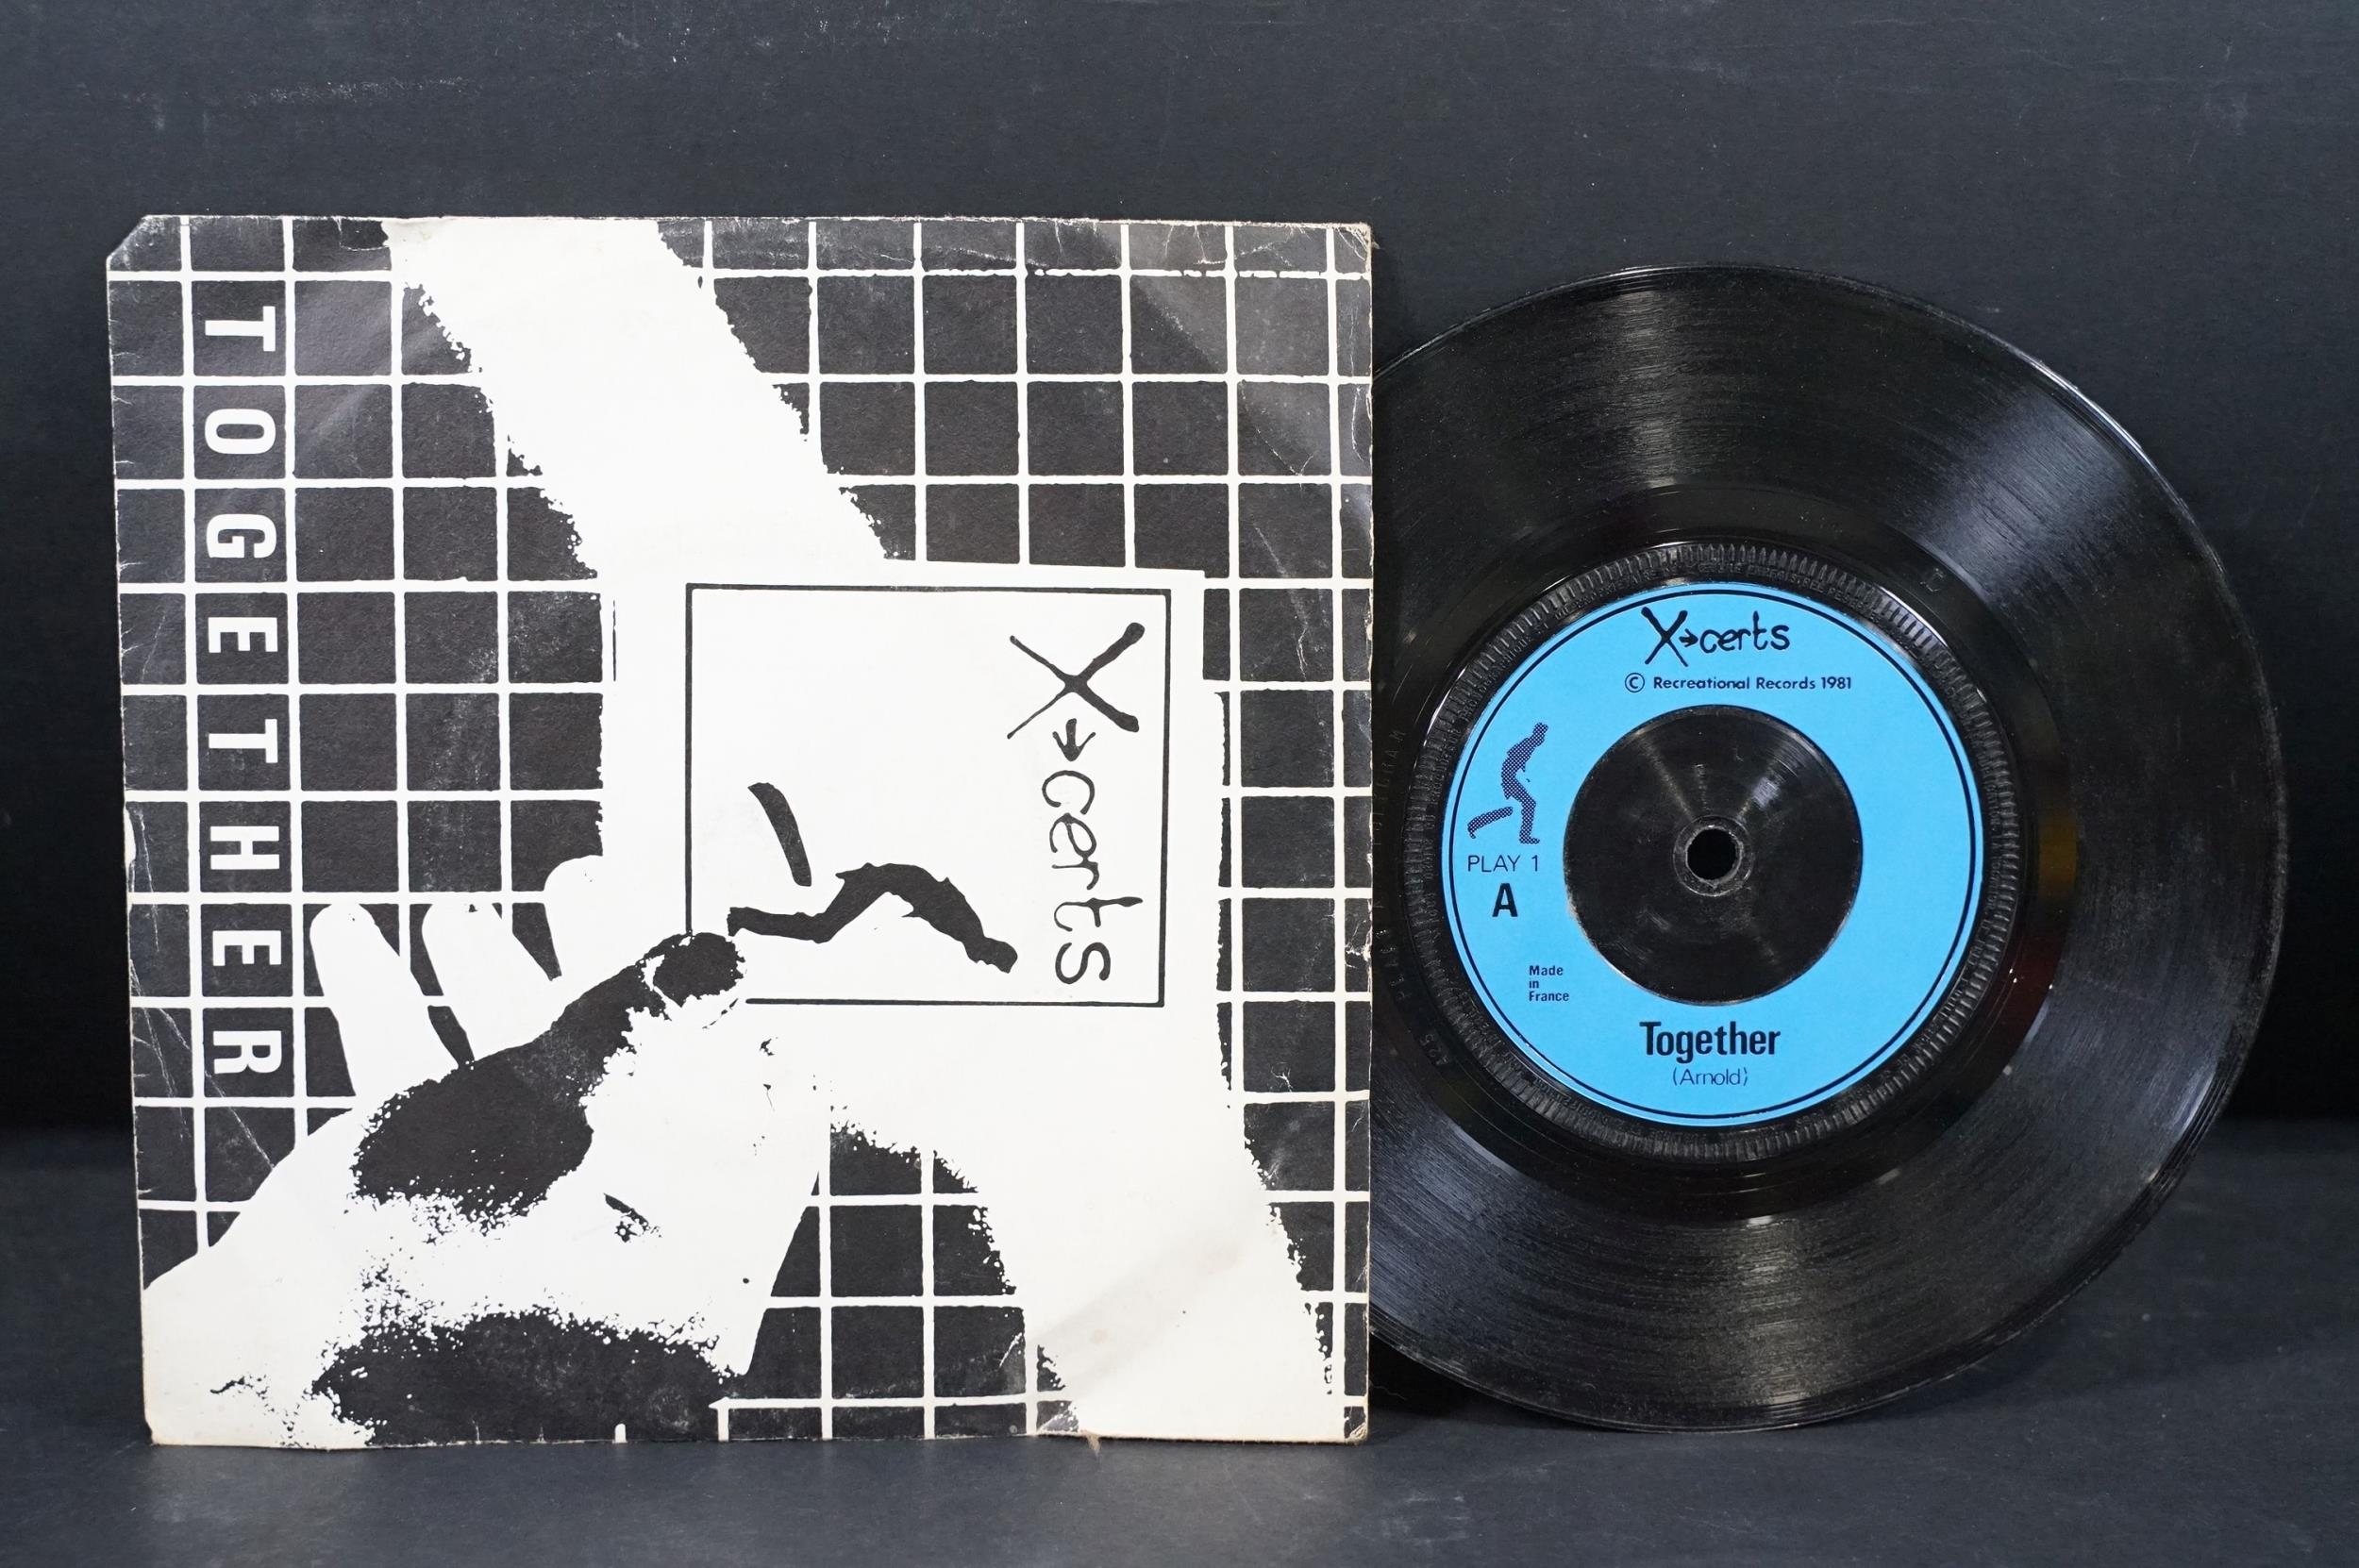 TOGETHER
X→certs
X→certs
© Recreational Records 1981
PLAY 1
A
Made
in
France
Together
(Arnold)